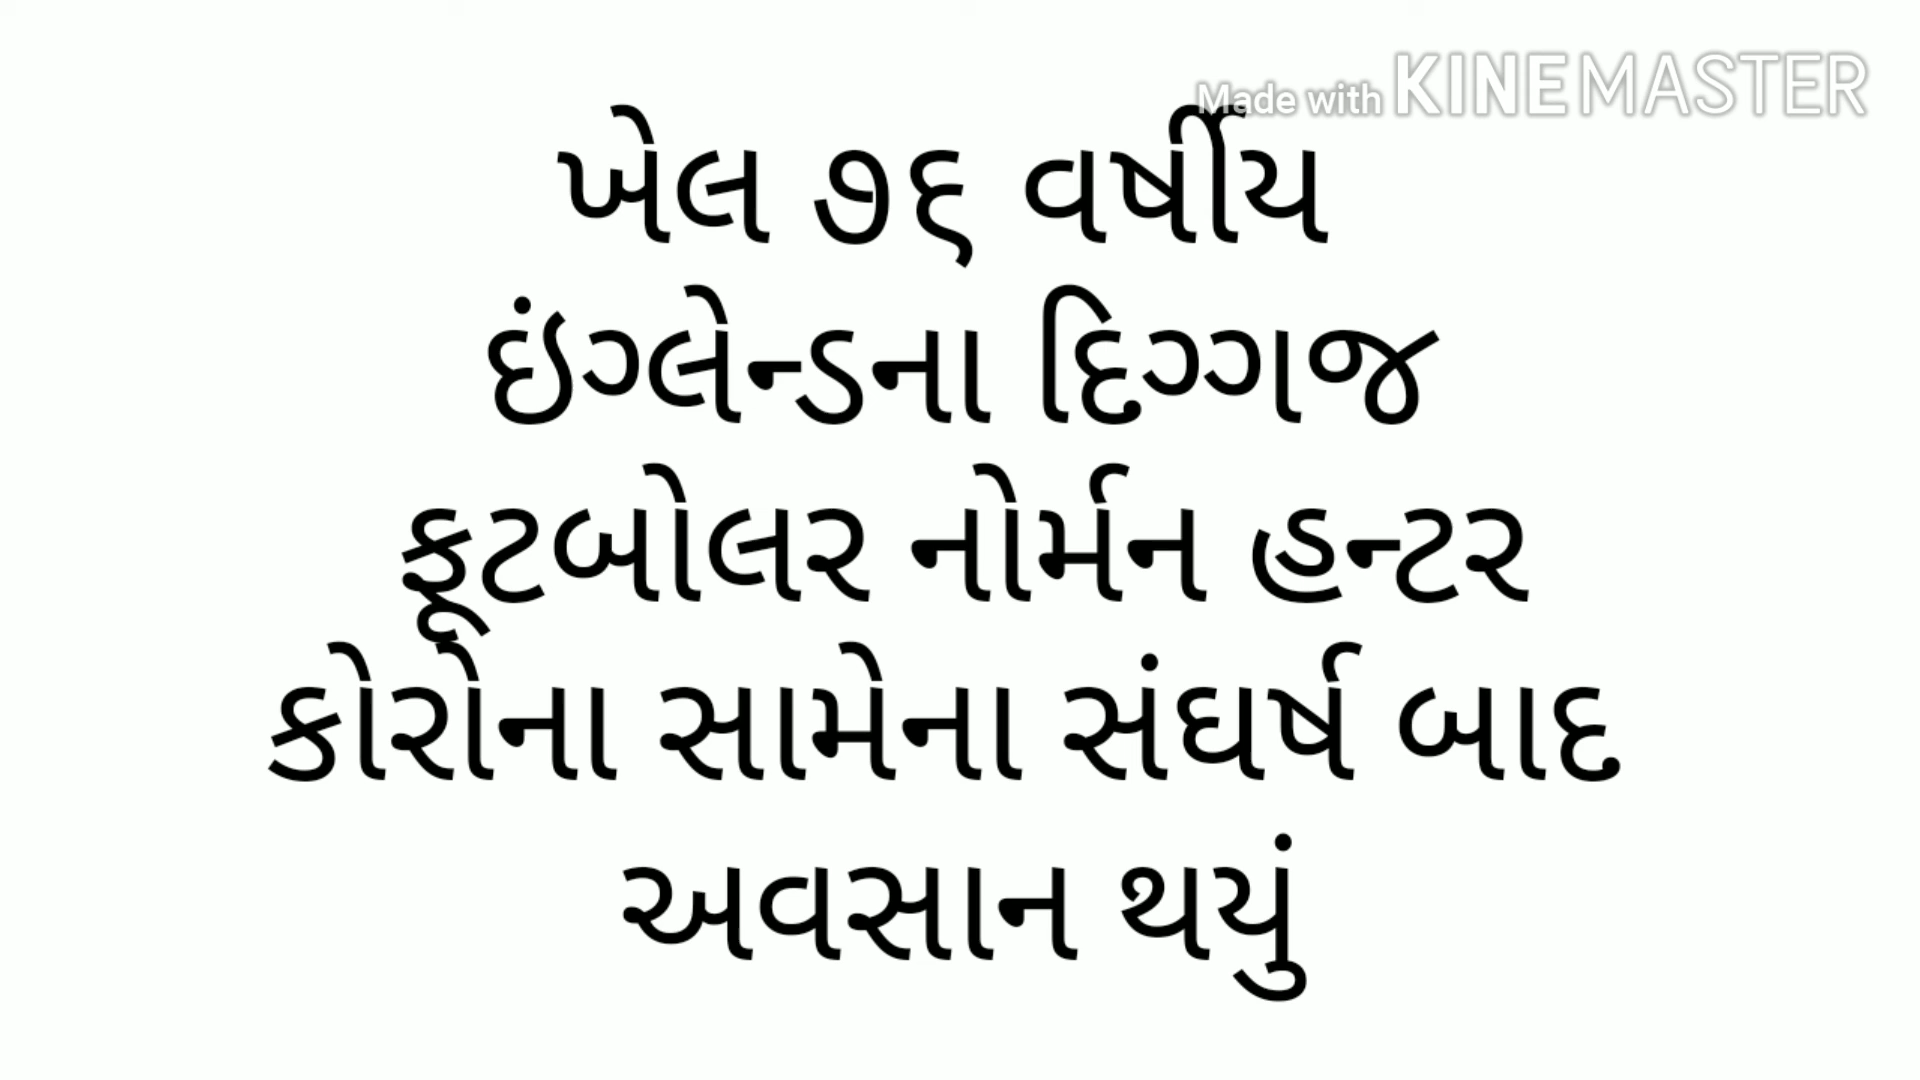 Made with KINEMASTER
ખેલ ૭૬ વર્ષીય
ઇંગ્લેન્ડના દિગ્ગજ
ફૂટબોલર નોર્મન હન્ટર
કોરોના સામેના સંઘર્ષ બાદ
અવસાન થયું